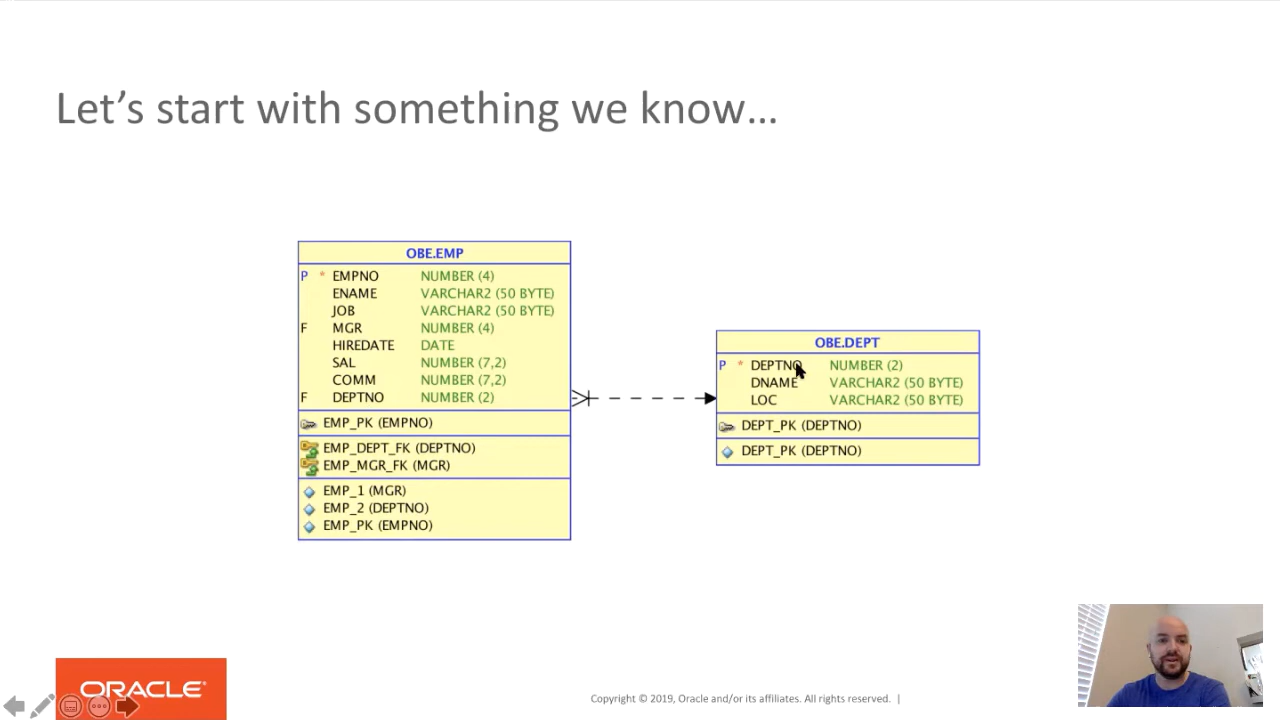 Let's start with something we know...
OBE.EMP
P * EMPNO NUMBER (4)
ENAME VARCHAR2 (50 BYTE)
JOB VARCHAR2 (50 BYTE)
F MGR NUMBER (4)
HIREDATE DATE
SAL NUMBER (7,2)
COMM NUMBER (7,2)
F DEPTNO NUMBER (2)
EMP_PK (EMPNO)
EMP_DEPT_FK (DEPTNO)
EMP_MGR_FK (MGR)
EMP_1 (MGR)
EMP_2 (DEPTNO)
EMP_PK (EMPNO)
OBE.DEPT
P * DEPTNO NUMBER (2)
DNAME VARCHAR2 (50 BYTE)
LOC VARCHAR2 (50 BYTE)
DEPT_PK (DEPTNO)
DEPT_PK (DEPTNO)
ORACLE®
Copyright © 2019, Oracle and/or its affiliates. All rights reserved. |